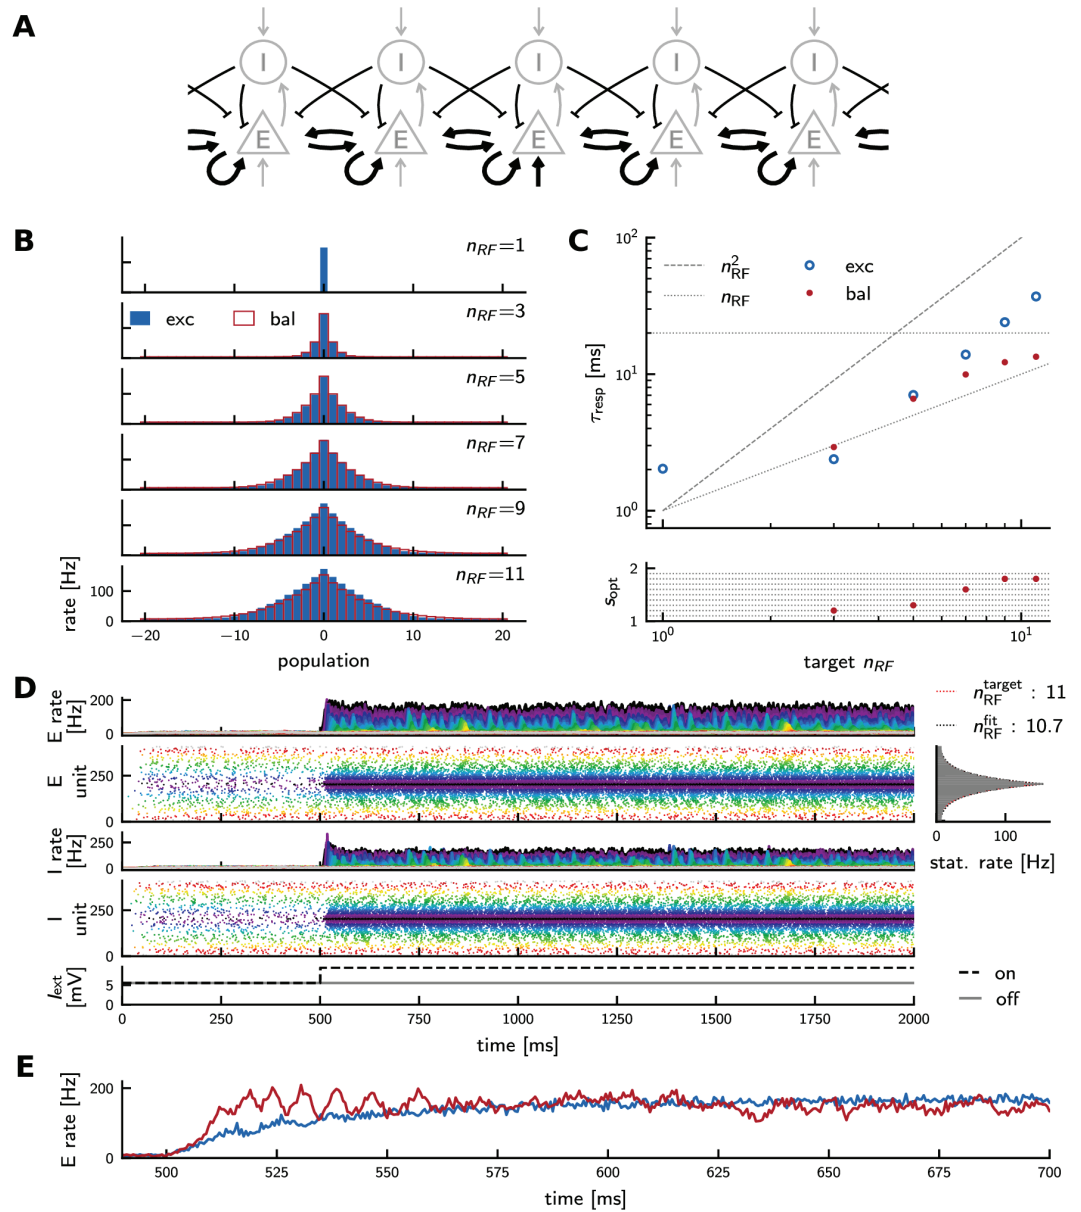 A
I I I I I
E E E E E
B
n_RF=1
n_RF=3
exc bal
n_RF=5
n_RF=7
n_RF=9
n_RF=11
rate [Hz]
100
0
−20 −10 0 10 20
population
C
10^2
10^1
10^0
τ_resp [ms]
n_RF^2
n_RF
exc
bal
2
1
s_opt
10^0 10^1
target n_RF
D
E rate [Hz]
200
0
E unit
250
0
I rate [Hz]
250
0
I unit
250
0
I_ext [mV]
5
0
0 250 500 750 1000 1250 1500 1750 2000
time [ms]
n_RF^target : 11
n_RF^fit : 10.7
0 100
stat. rate [Hz]
on
off
E
E rate [Hz]
200
0
500 525 550 575 600 625 650 675 700
time [ms]